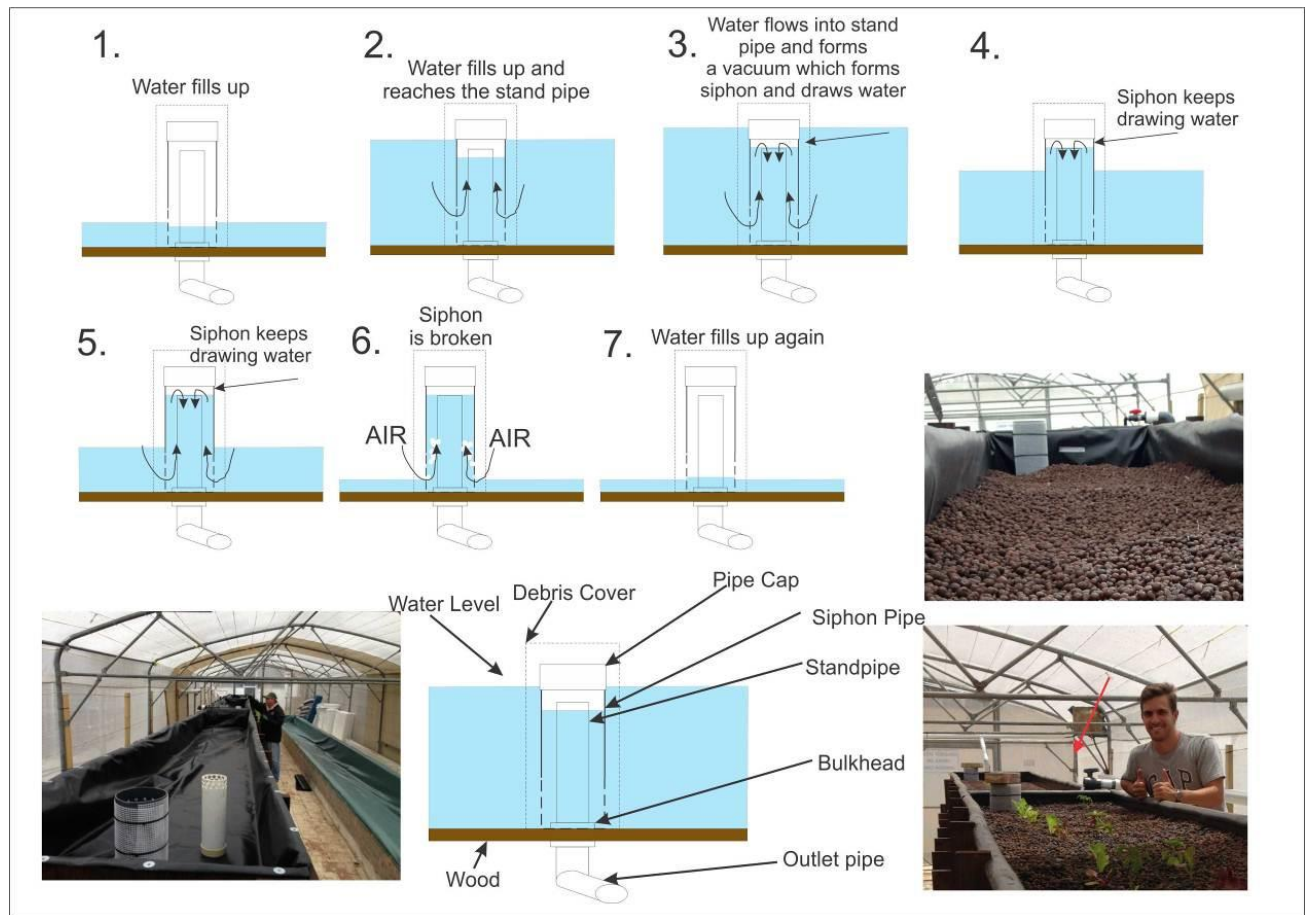 1.
Water fills up
2.
Water fills up and
reaches the stand pipe
3.
Water flows into stand
pipe and forms
a vacuum which forms
siphon and draws water
4.
Siphon keeps
drawing water
5.
Siphon keeps
drawing water
6.
Siphon
is broken
AIR
AIR
7.
Water fills up again
Water Level
Debris Cover
Pipe Cap
Siphon Pipe
Standpipe
Bulkhead
Outlet pipe
Wood